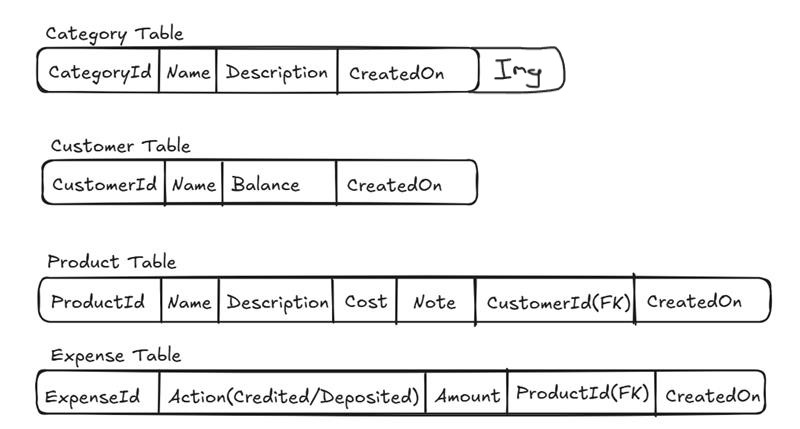 Category Table
CategoryId Name Description CreatedOn Img
Customer Table
CustomerId Name Balance CreatedOn
Product Table
ProductId Name Description Cost Note CustomerId(FK) CreatedOn
Expense Table
ExpenseId Action(Credited/Deposited) Amount ProductId(FK) CreatedOn